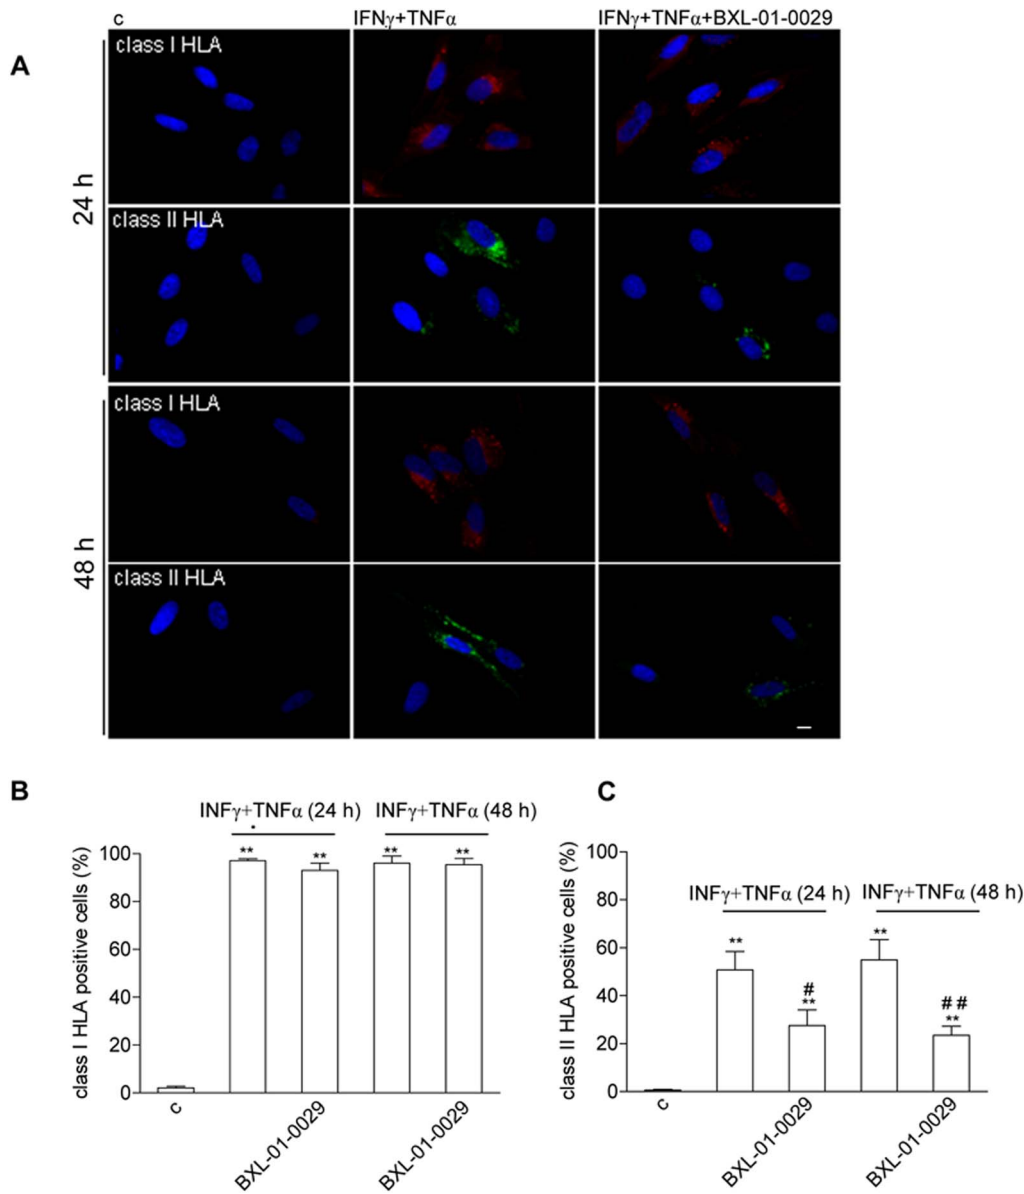 c IFNγ+TNFα IFNγ+TNFα+BXL-01-0029
A
class I HLA
24 h
class II HLA
class I HLA
48 h
class II HLA
B
INFγ+TNFα (24 h) INFγ+TNFα (48 h)
class I HLA positive cells (%)
100
80
60
40
20
0
** ** ** **
c
BXL-01-0029
BXL-01-0029
C
INFγ+TNFα (24 h) INFγ+TNFα (48 h)
class II HLA positive cells (%)
100
80
60
40
20
0
**
#
**
**
##
**
c
BXL-01-0029
BXL-01-0029